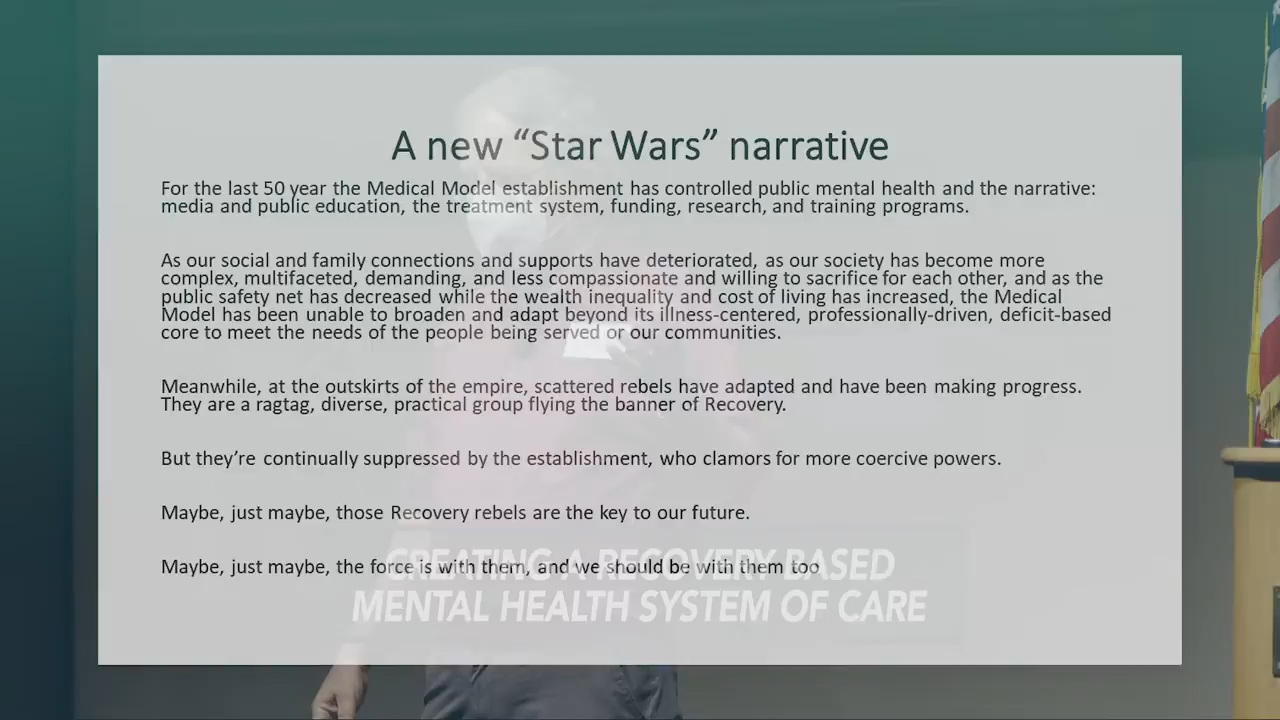 A new “Star Wars” narrative
For the last 50 year the Medical Model establishment has controlled public mental health and the narrative:
media and public education, the treatment system, funding, research, and training programs.
As our social and family connections and supports have deteriorated, as our society has become more
complex, multifaceted, demanding, and less compassionate and willing to sacrifice for each other, and as the
public safety net has decreased while the wealth inequality and cost of living has increased, the Medical
Model has been unable to broaden and adapt beyond its illness-centered, professionally-driven, deficit-based
core to meet the needs of the people being served or our communities.
Meanwhile, at the outskirts of the empire, scattered rebels have adapted and have been making progress.
They are a ragtag, diverse, practical group flying the banner of Recovery.
But they’re continually suppressed by the establishment, who clamors for more coercive powers.
Maybe, just maybe, those Recovery rebels are the key to our future.
Maybe, just maybe, the force is with them, and we should be with them too
CREATING A RECOVERY BASED
MENTAL HEALTH SYSTEM OF CARE